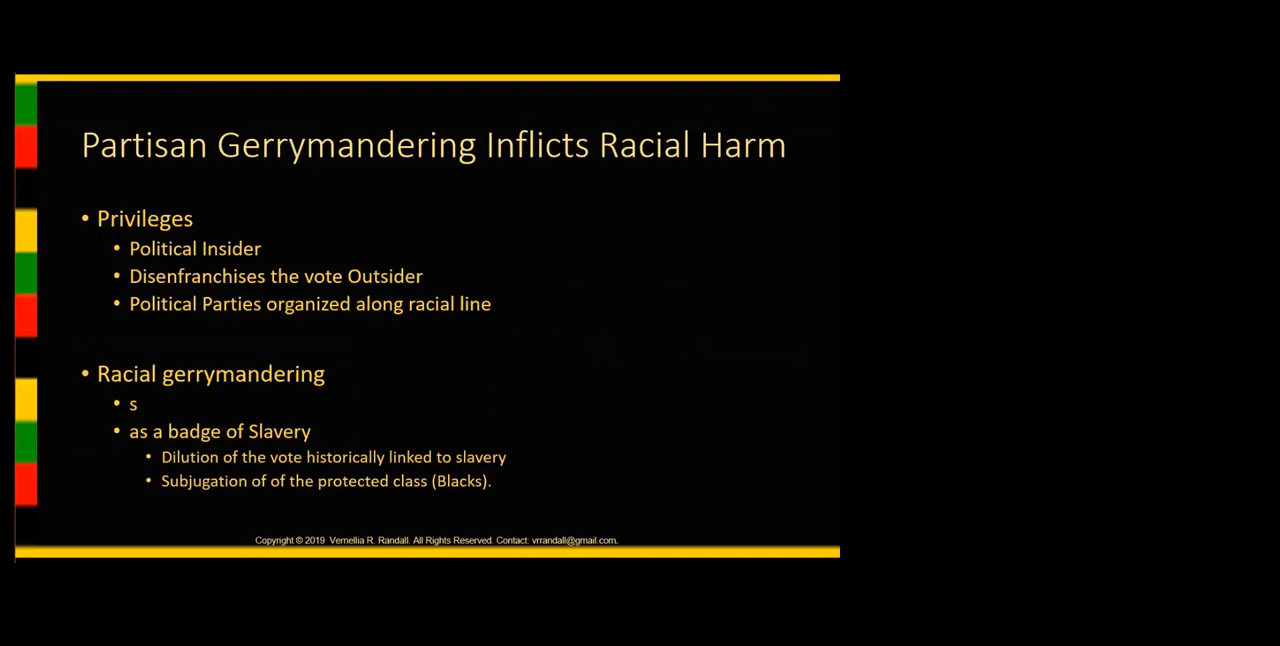 Partisan Gerrymandering Inflicts Racial Harm
• Privileges
• Political Insider
• Disenfranchises the vote Outsider
• Political Parties organized along racial line
• Racial gerrymandering
• s
• as a badge of Slavery
• Dilution of the vote historically linked to slavery
• Subjugation of of the protected class (Blacks).
Copyright © 2019 Vernellia R. Randall. All Rights Reserved. Contact: vrrandall@gmail.com.